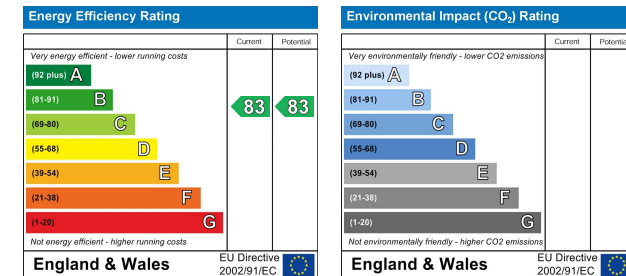 Energy Efficiency Rating
Current Potential
Very energy efficient - lower running costs
(92 plus) A
(81-91) B
83 83
(69-80) C
(55-68) D
(39-54) E
(21-38) F
(1-20) G
Not energy efficient - higher running costs
England & Wales
EU Directive
2002/91/EC
Environmental Impact (CO₂) Rating
Current Potential
Very environmentally friendly - lower CO2 emissions
(92 plus) A
(81-91) B
(69-80) C
(55-68) D
(39-54) E
(21-38) F
(1-20) G
Not environmentally friendly - higher CO2 emissions
England & Wales
EU Directive
2002/91/EC